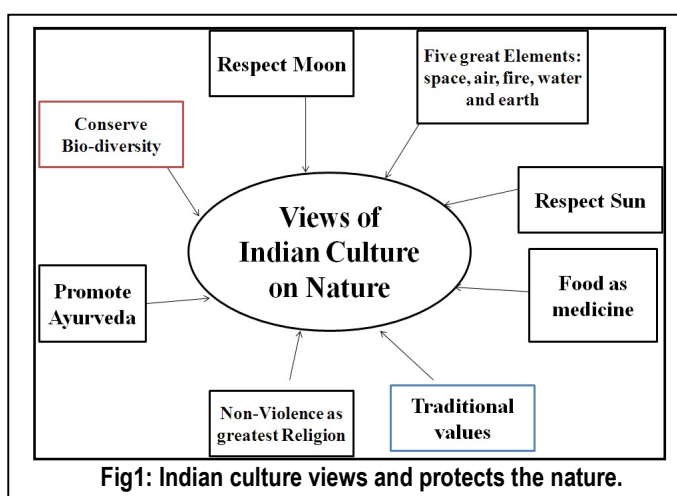 Respect Moon
Five great Elements:
space, air, fire, water
and earth
Conserve
Bio-diversity
Respect Sun
Views of
Indian Culture
on Nature
Promote
Ayurveda
Food as
medicine
Non-Violence as
greatest Religion
Traditional
values
Fig1: Indian culture views and protects the nature.